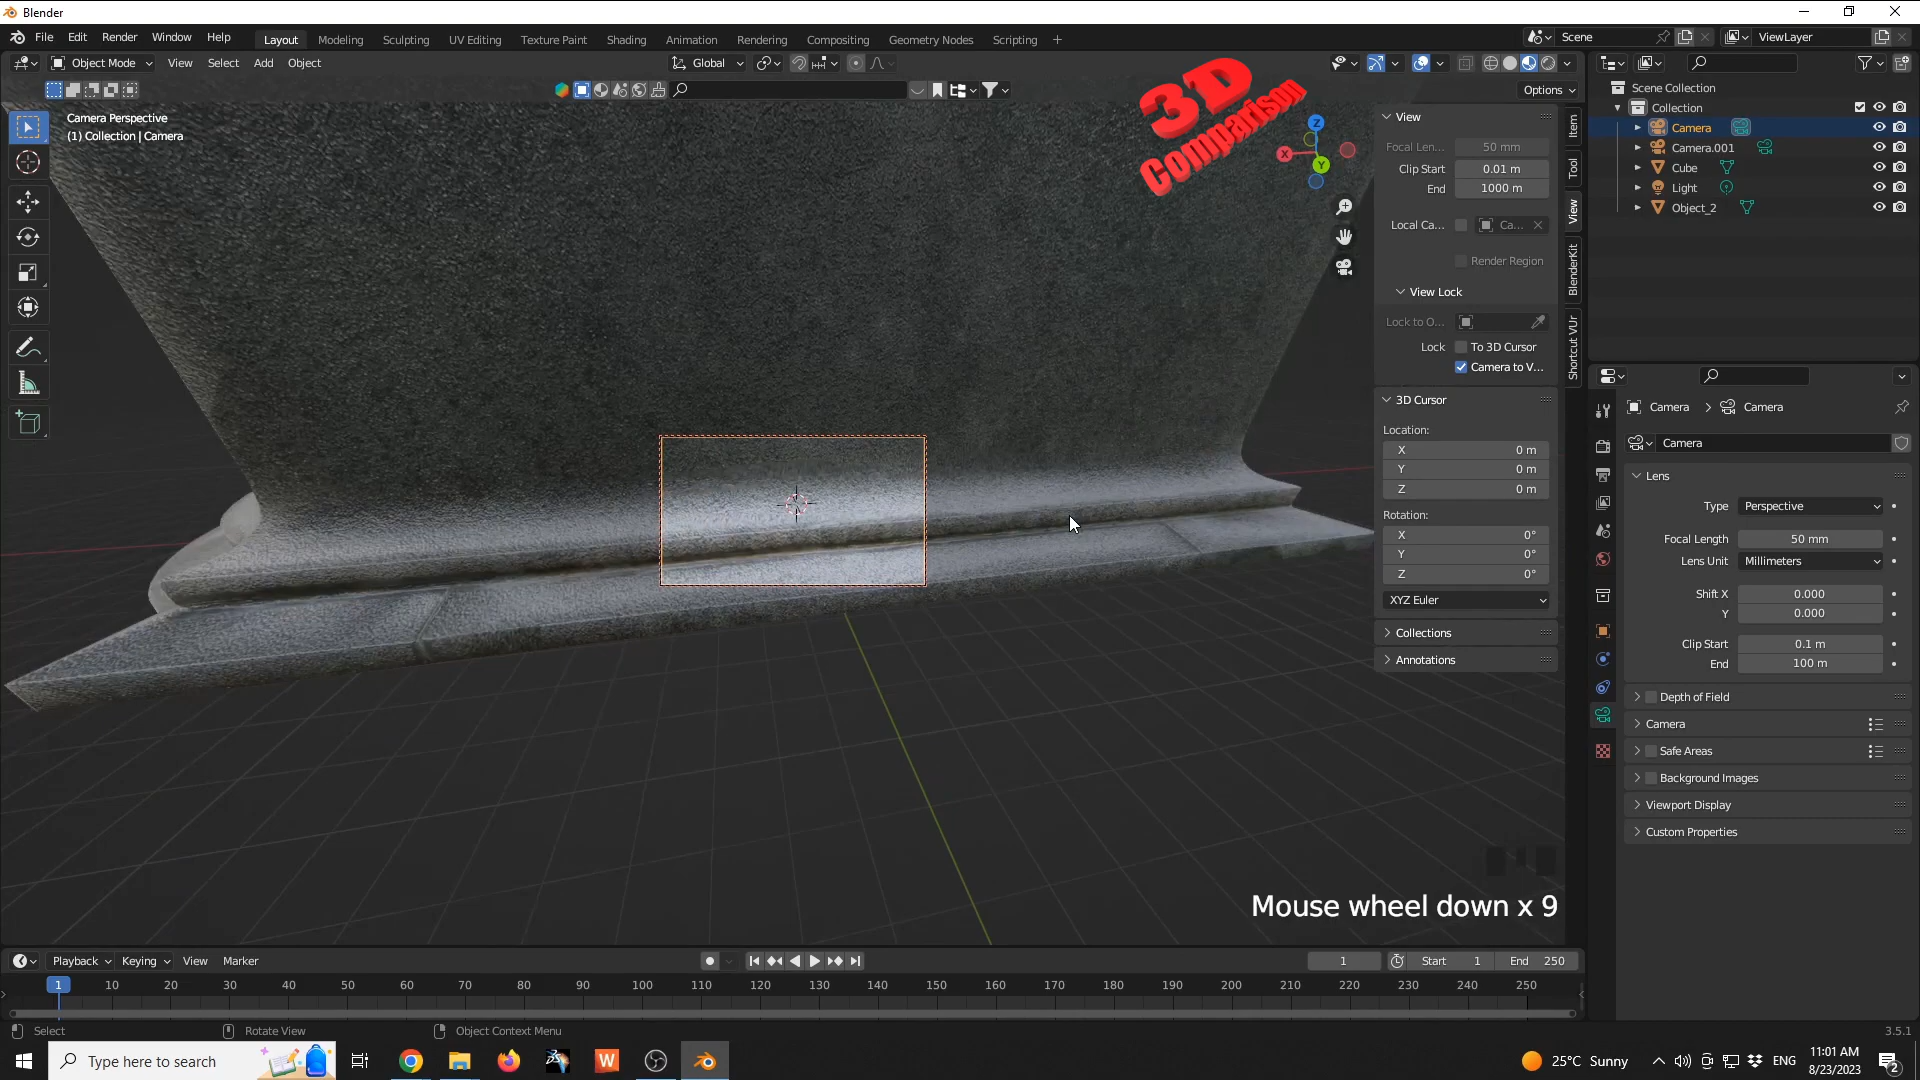 Blender
File Edit Render Window Help
Layout Modeling Sculpting UV Editing Texture Paint Shading Animation Rendering Compositing Geometry Nodes Scripting +
Scene
ViewLayer
Object Mode View Select Add Object
Global
Options
3D
Comparison
Camera Perspective
(1) Collection | Camera
Z
X
Y
View
Focal Len... 50 mm
Clip Start 0.01 m
End 1000 m
Local Ca... Ca...
Render Region
View Lock
Lock to O...
Lock To 3D Cursor
Camera to V...
3D Cursor
Location:
X 0 m
Y 0 m
Z 0 m
Rotation:
X 0°
Y 0°
Z 0°
XYZ Euler
Collections
Annotations
Item
Tool
View
BlenderKit
Shortcut VUr
Scene Collection
Collection
Camera
Camera.001
Cube
Light
Object_2
Camera > Camera
Camera
Lens
Type Perspective
Focal Length 50 mm
Lens Unit Millimeters
Shift X 0.000
Y 0.000
Clip Start 0.1 m
End 100 m
Depth of Field
Camera
Safe Areas
Background Images
Viewport Display
Custom Properties
Mouse wheel down x 9
Playback Keying View Marker
1 Start 1 End 250
1 10 20 30 40 50 60 70 80 90 100 110 120 130 140 150 160 170 180 190 200 210 220 230 240 250
Select Rotate View Object Context Menu
3.5.1
Type here to search
W
25°C Sunny
ENG
11:01 AM
8/23/2023
2